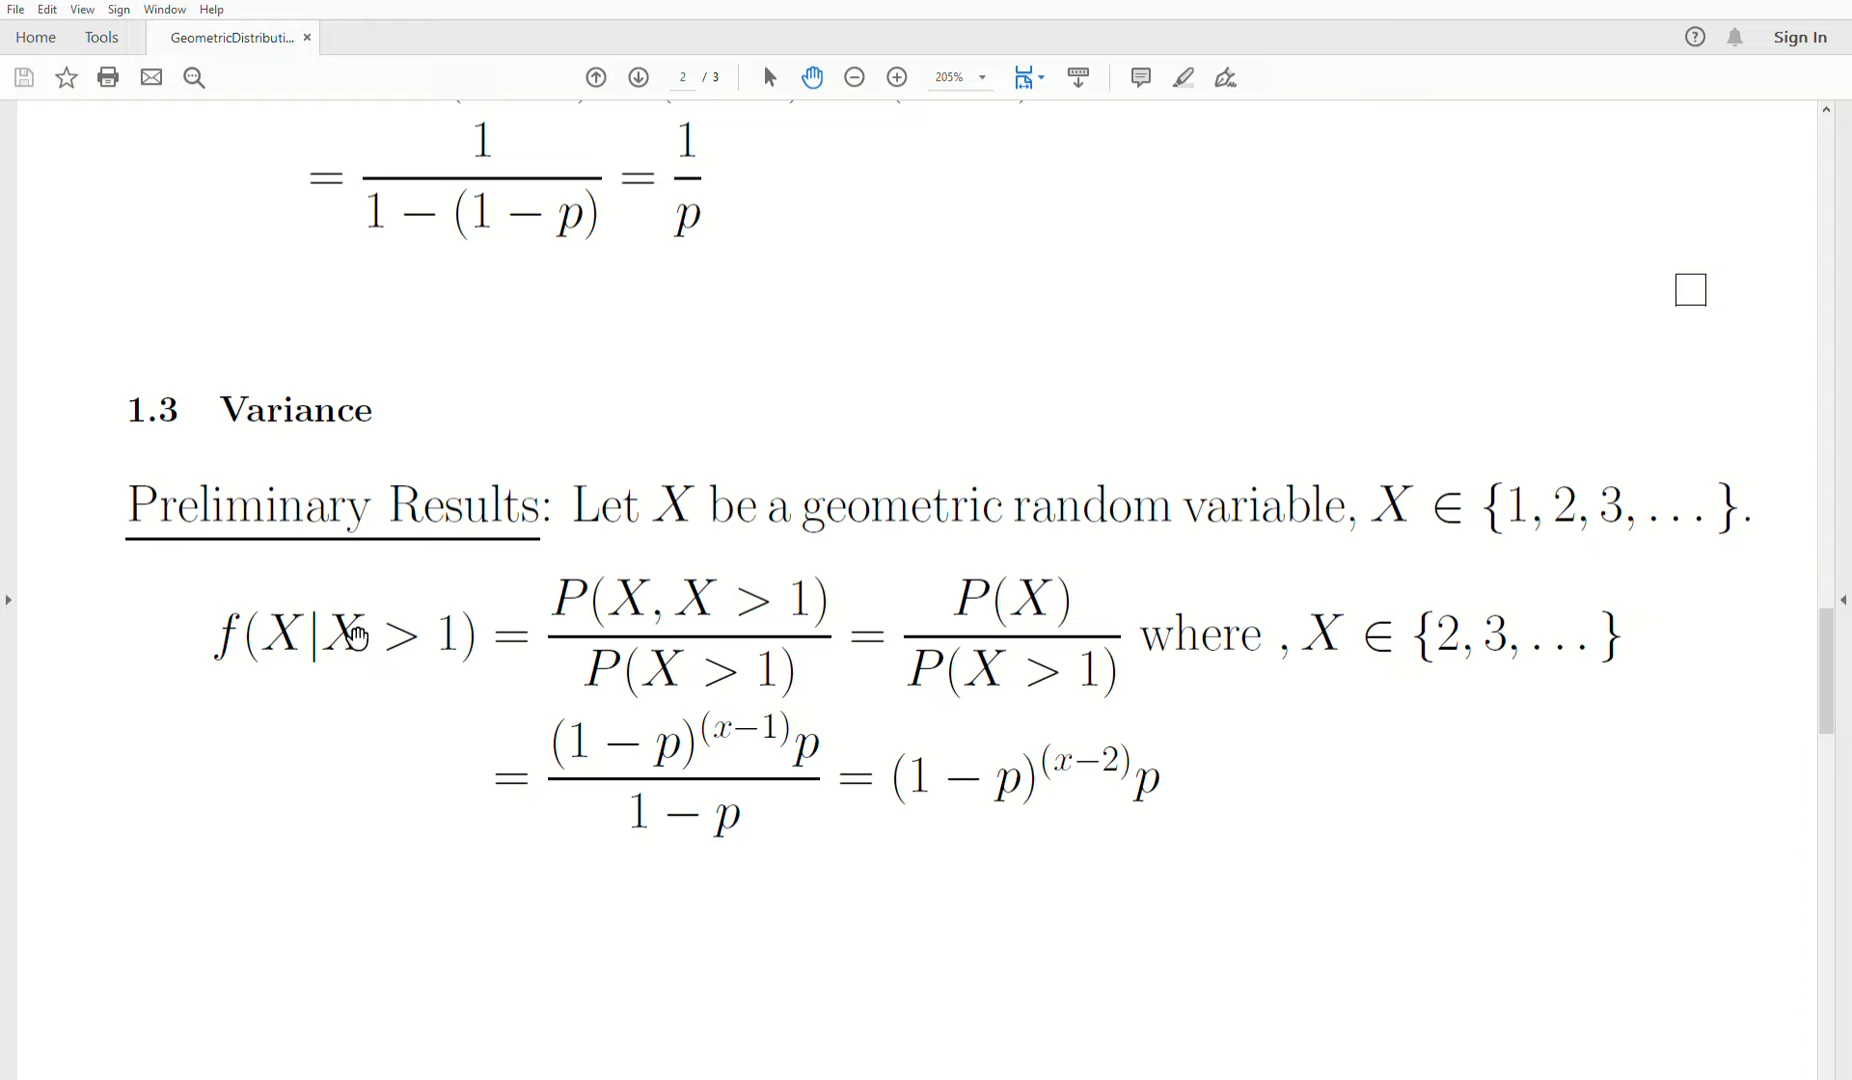 File Edit View Sign Window Help
Home Tools GeometricDistributi... × ? Sign In
2 / 3 205%
= 1 / (1 − (1 − p)) = 1 / p
1.3 Variance
Preliminary Results: Let X be a geometric random variable, X ∈ {1, 2, 3, . . . }.
f(X|X > 1) = P(X, X > 1) / P(X > 1) = P(X) / P(X > 1) where , X ∈ {2, 3, . . . }
= (1 − p)^(x−1) p / (1 − p) = (1 − p)^(x−2) p